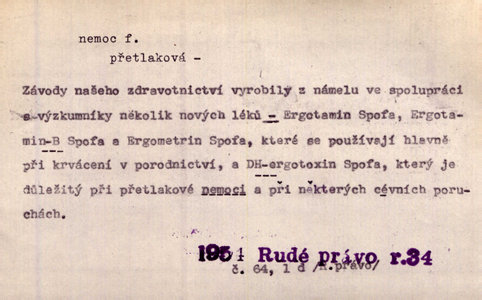 nemoc f.
přetlaková -
Závody našeho zdravotnictví vyrobily z námelu ve spolupráci
s výzkumníky několik nových léků - Ergotamin Spofa, Ergota-
min-B Spofa a Ergometrin Spofa, které se používají hlavně
při krvácení v porodnictví, a DH-ergotoxin Spofa, který je
důležitý při přetlakové nemoci a při některých cévních poru-
chách.
1954 Rudé právo r.34
č. 64, 1 d /R.právo/